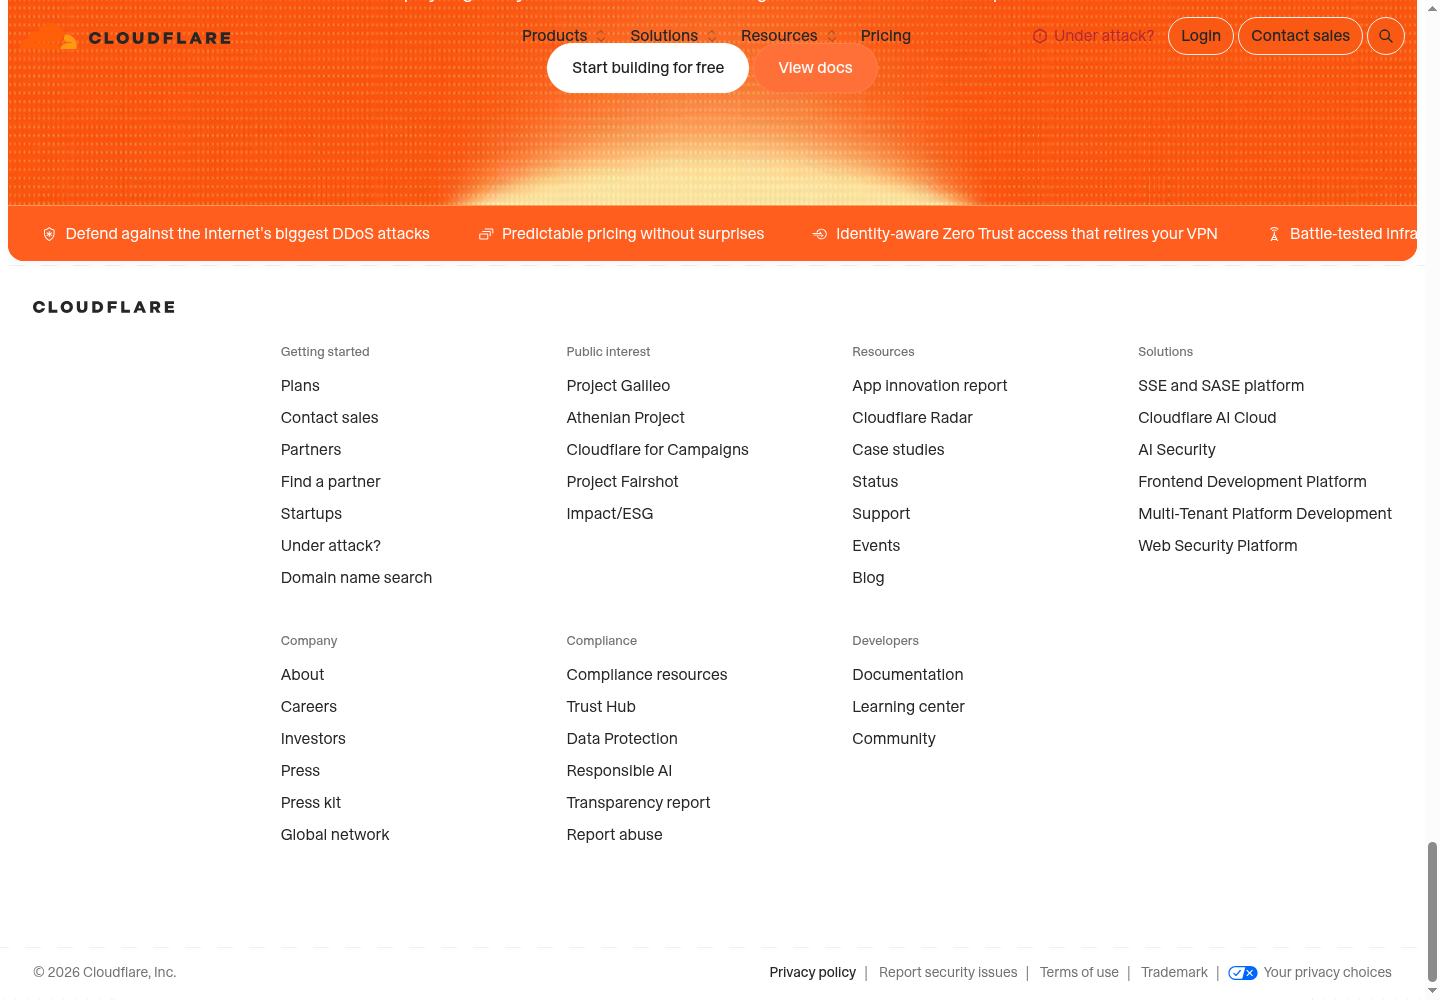 CLOUDFLARE
Products
Solutions
Resources
Pricing
Under attack?
Login
Contact sales
Start building for free
View docs
Defend against the Internet's biggest DDoS attacks
Predictable pricing without surprises
Identity-aware Zero Trust access that retires your VPN
Battle-tested
CLOUDFLARE
Getting started
Plans
Contact sales
Partners
Find a partner
Startups
Under attack?
Domain name search
Public interest
Project Galileo
Athenian Project
Cloudflare for Campaigns
Project Fairshot
Impact/ESG
Resources
App innovation report
Cloudflare Radar
Case studies
Status
Support
Events
Blog
Solutions
SSE and SASE platform
Cloudflare AI Cloud
AI Security
Frontend Development Platform
Multi-Tenant Platform Development
Web Security Platform
Company
About
Careers
Investors
Press
Press kit
Global network
Compliance
Compliance resources
Trust Hub
Data Protection
Responsible AI
Transparency report
Report abuse
Developers
Documentation
Learning center
Community
© 2026 Cloudflare, Inc.
Privacy policy | Report security issues | Terms of use | Trademark | Your privacy choices